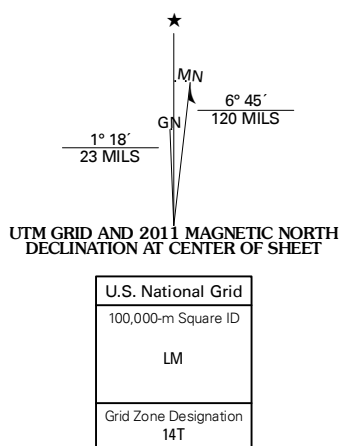 ★
MN
6° 45´
120 MILS
GN
1° 18´
23 MILS
UTM GRID AND 2011 MAGNETIC NORTH
DECLINATION AT CENTER OF SHEET
U.S. National Grid
100,000-m Square ID
LM
Grid Zone Designation
14T